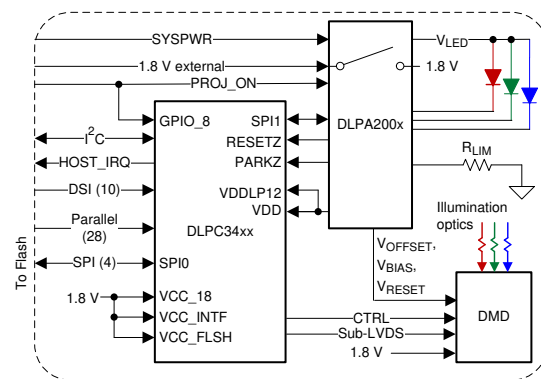 SYSPWR
1.8 V external
PROJ_ON
VLED
1.8 V
DLPA200x
GPIO_8
SPI1
I2C
RESETZ
HOST_IRQ
PARKZ
RLIM
DSI (10)
VDDLP12
VDD
Parallel
(28)
DLPC34xx
Illumination
optics
To Flash
SPI (4)
SPI0
VOFFSET,
VBIAS,
VRESET
1.8 V
VCC_18
VCC_INTF
VCC_FLSH
CTRL
Sub-LVDS
1.8 V
DMD